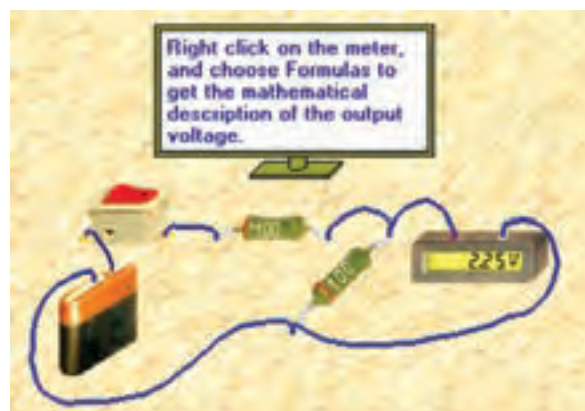 Right click on the meter,
and choose Formulas to
get the mathematical
description of the output
voltage.
100
2.25V